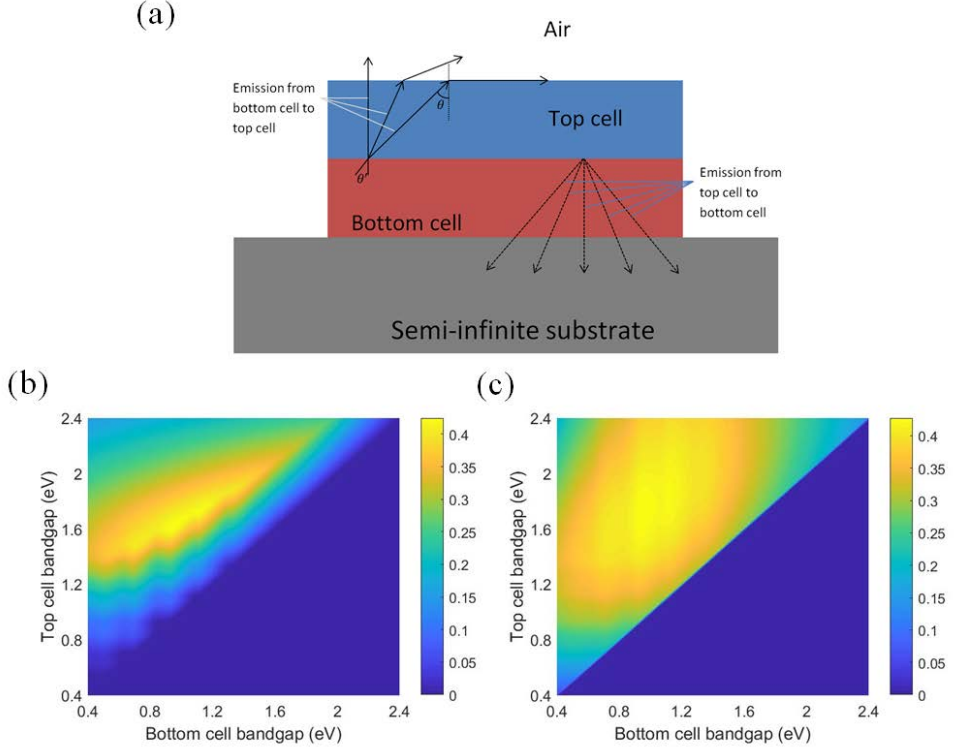 (a)
Air
Emission from
bottom cell to
top cell
θ
Top cell
θ'
Emission from
top cell to
bottom cell
Bottom cell
Semi-infinite substrate
(b)
2.4
2
1.6
1.2
0.8
0.4
Top cell bandgap (eV)
0.4
0.8
1.2
1.6
2
2.4
Bottom cell bandgap (eV)
0.4
0.35
0.3
0.25
0.2
0.15
0.1
0.05
0
(c)
2.4
2
1.6
1.2
0.8
0.4
Top cell bandgap (eV)
0.4
0.8
1.2
1.6
2
2.4
Bottom cell bandgap (eV)
0.4
0.35
0.3
0.25
0.2
0.15
0.1
0.05
0